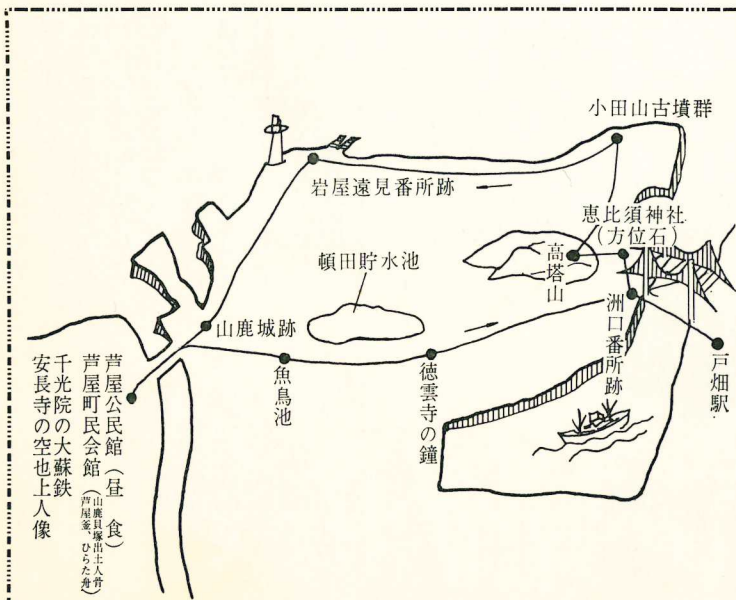 小田山古墳群
岩屋遠見番所跡
恵比須神社
(方位石)
高塔山
頓田貯水池
洲口番所跡
山鹿城跡
戸畑駅
魚鳥池
徳雲寺の鐘
芦屋公民館(昼食)
芦屋町民会館(山鹿貝塚出土人骨
芦屋釜、ひらた舟)
千光院の大蘇鉄
安長寺の空也上人像